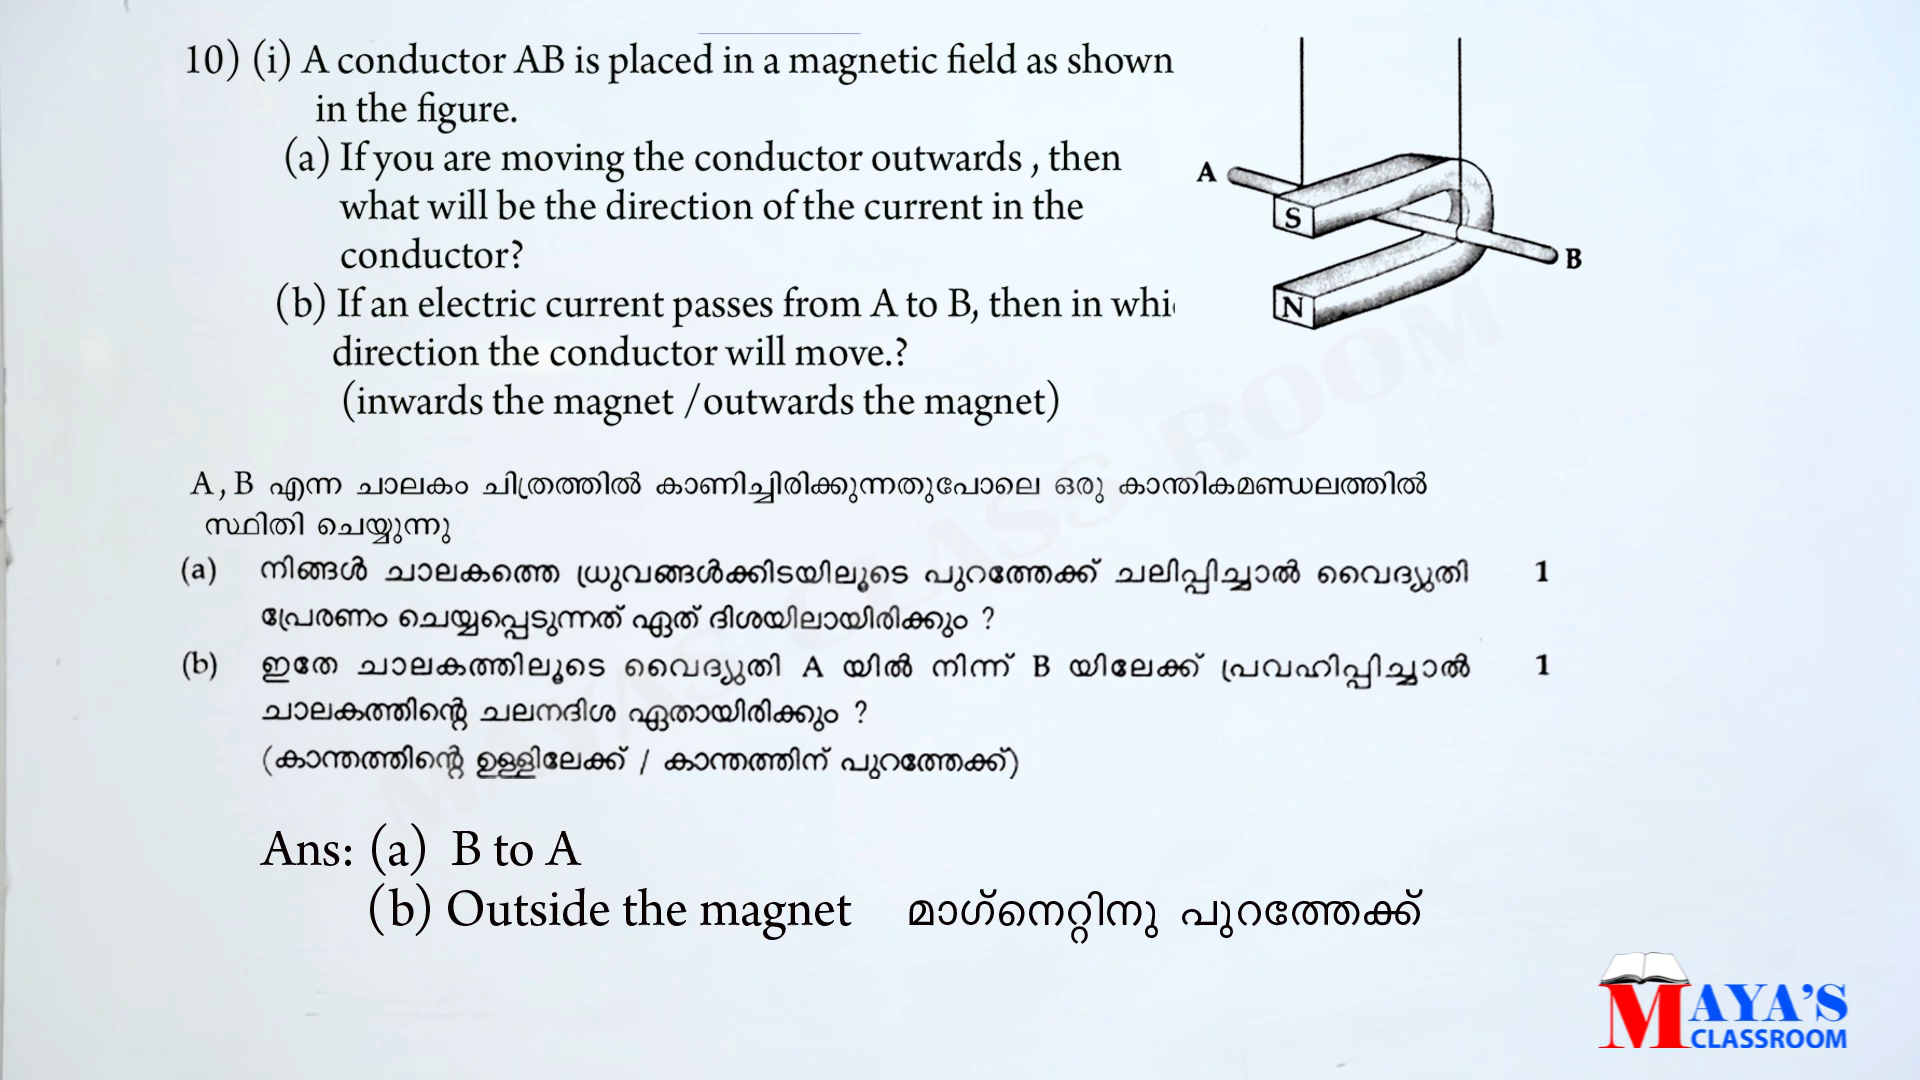 10) (i) A conductor AB is placed in a magnetic field as shown
in the figure.
(a) If you are moving the conductor outwards , then
what will be the direction of the current in the
conductor?
(b) If an electric current passes from A to B, then in whi
direction the conductor will move.?
(inwards the magnet /outwards the magnet)
A
S
B
N
A , B എന്ന ചാലകം ചിത്രത്തിൽ കാണിച്ചിരിക്കുന്നതുപോലെ ഒരു കാന്തികമണ്ഡലത്തിൽ
സ്ഥിതി ചെയ്യുന്നു
(a) നിങ്ങൾ ചാലകത്തെ ധ്രുവങ്ങൾക്കിടയിലൂടെ പുറത്തേക്ക് ചലിപ്പിച്ചാൽ വൈദ്യുതി 1
പ്രേരണം ചെയ്യപ്പെടുന്നത് ഏത് ദിശയിലായിരിക്കും ?
(b) ഇതേ ചാലകത്തിലൂടെ വൈദ്യുതി A യിൽ നിന്ന് B യിലേക്ക് പ്രവഹിപ്പിച്ചാൽ 1
ചാലകത്തിന്റെ ചലനദിശ ഏതായിരിക്കും ?
(കാന്തത്തിന്റെ ഉള്ളിലേക്ക് / കാന്തത്തിന് പുറത്തേക്ക്)
Ans: (a) B to A
(b) Outside the magnet മാഗ്നെറ്റിനു പുറത്തേക്ക്
MAYAS CLASS ROOM
MAYA'S
CLASSROOM